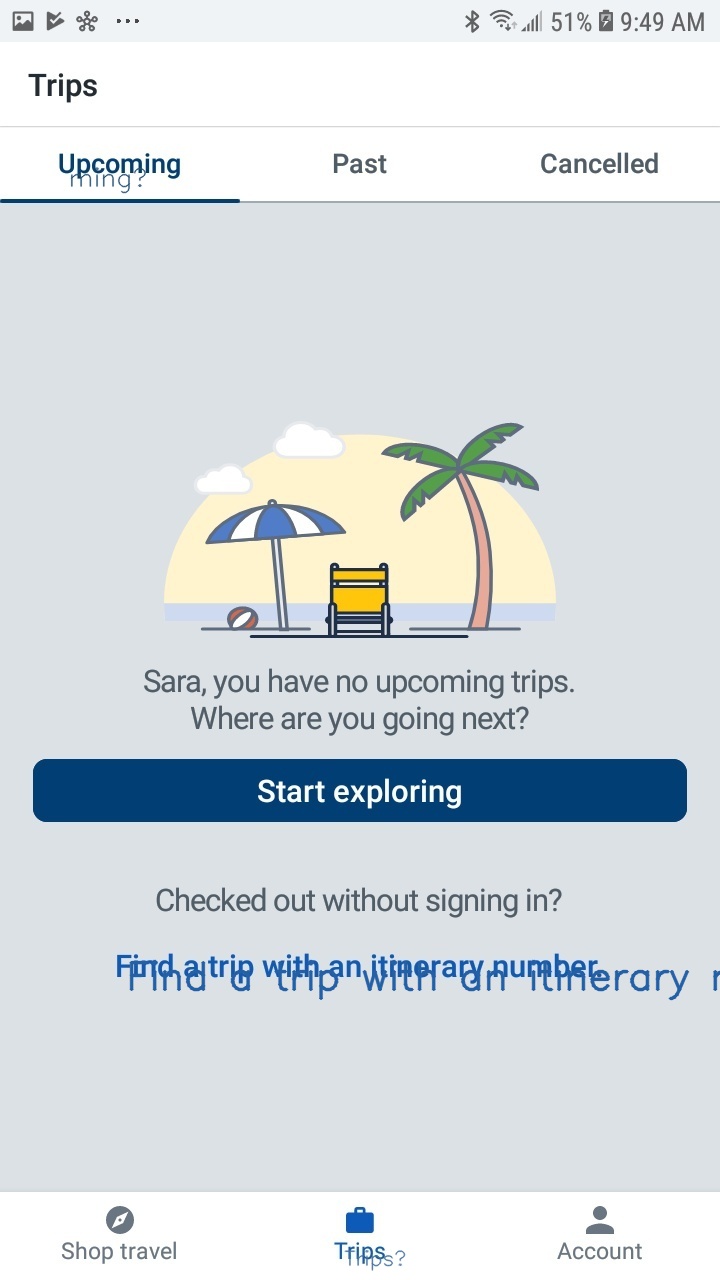 51% 9:49 AM
Trips
Upcoming Past Cancelled
ming?
Sara, you have no upcoming trips.
Where are you going next?
Start exploring
Checked out without signing in?
Find a trip with an itinerary number.
Find a trip with an itinerary
Shop travel Trips Account
Trips?